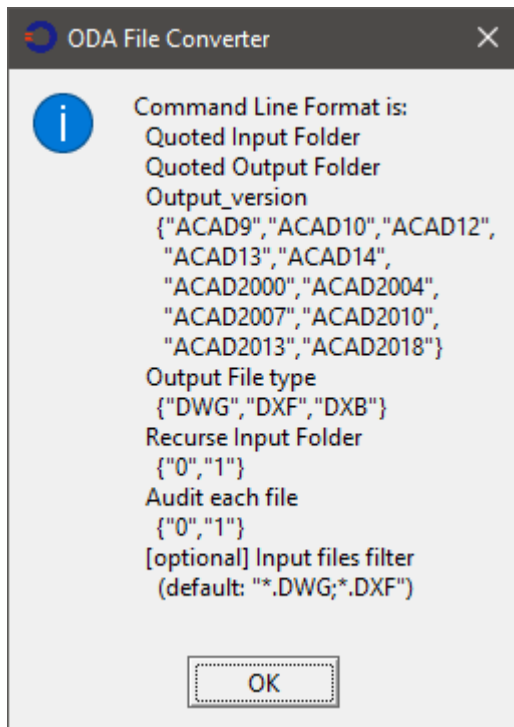 ODA File Converter
Command Line Format is:
Quoted Input Folder
Quoted Output Folder
Output_version
{"ACAD9","ACAD10","ACAD12",
"ACAD13","ACAD14",
"ACAD2000","ACAD2004",
"ACAD2007","ACAD2010",
"ACAD2013","ACAD2018"}
Output File type
{"DWG","DXF","DXB"}
Recurse Input Folder
{"0","1"}
Audit each file
{"0","1"}
[optional] Input files filter
(default: "*.DWG;*.DXF")
OK